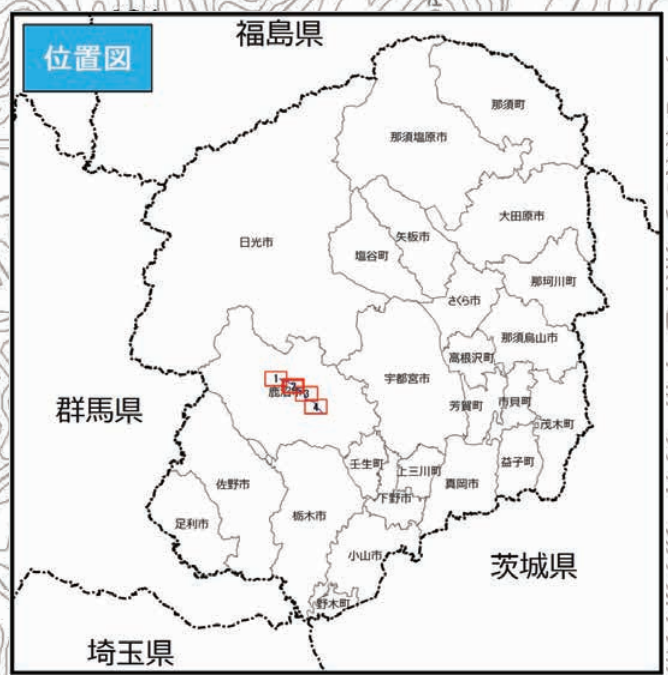 位置図
福島県
那須町
那須塩原市
大田原市
日光市
矢板市
塩谷町
那珂川町
さくら市
那須烏山市
高根沢町
1
2
鹿沼市
3
4
宇都宮市
芳賀町
市貝町
茂木町
群馬県
壬生町
上三川町
真岡市
益子町
佐野市
下野市
栃木市
足利市
小山市
茨城県
野木町
埼玉県